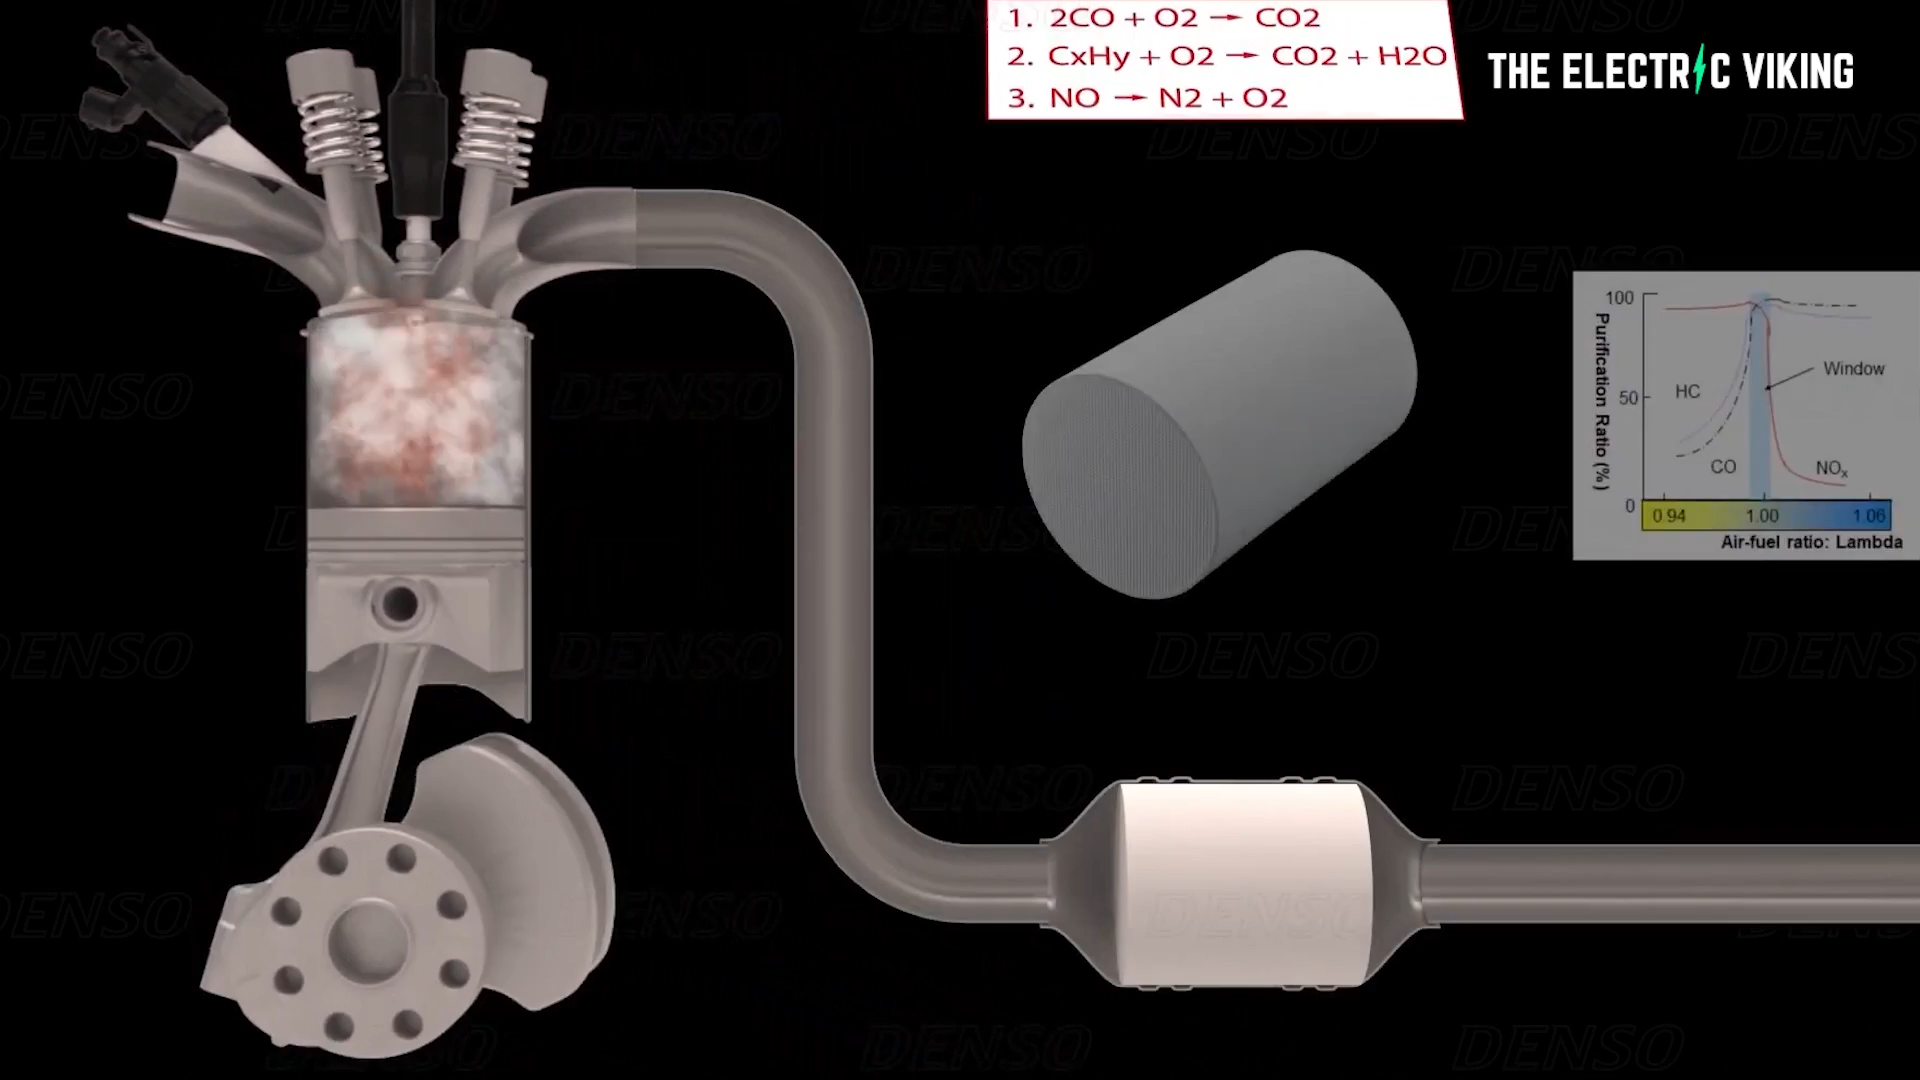 1. 2CO + O2 → CO2
2. CxHy + O2 → CO2 + H2O
3. NO → N2 + O2
THE ELECTRIC VIKING
100
50
0
Purification Ratio (%)
HC
CO
Window
NOx
0.94 1.00 1.06
Air-fuel ratio: Lambda
DENSO